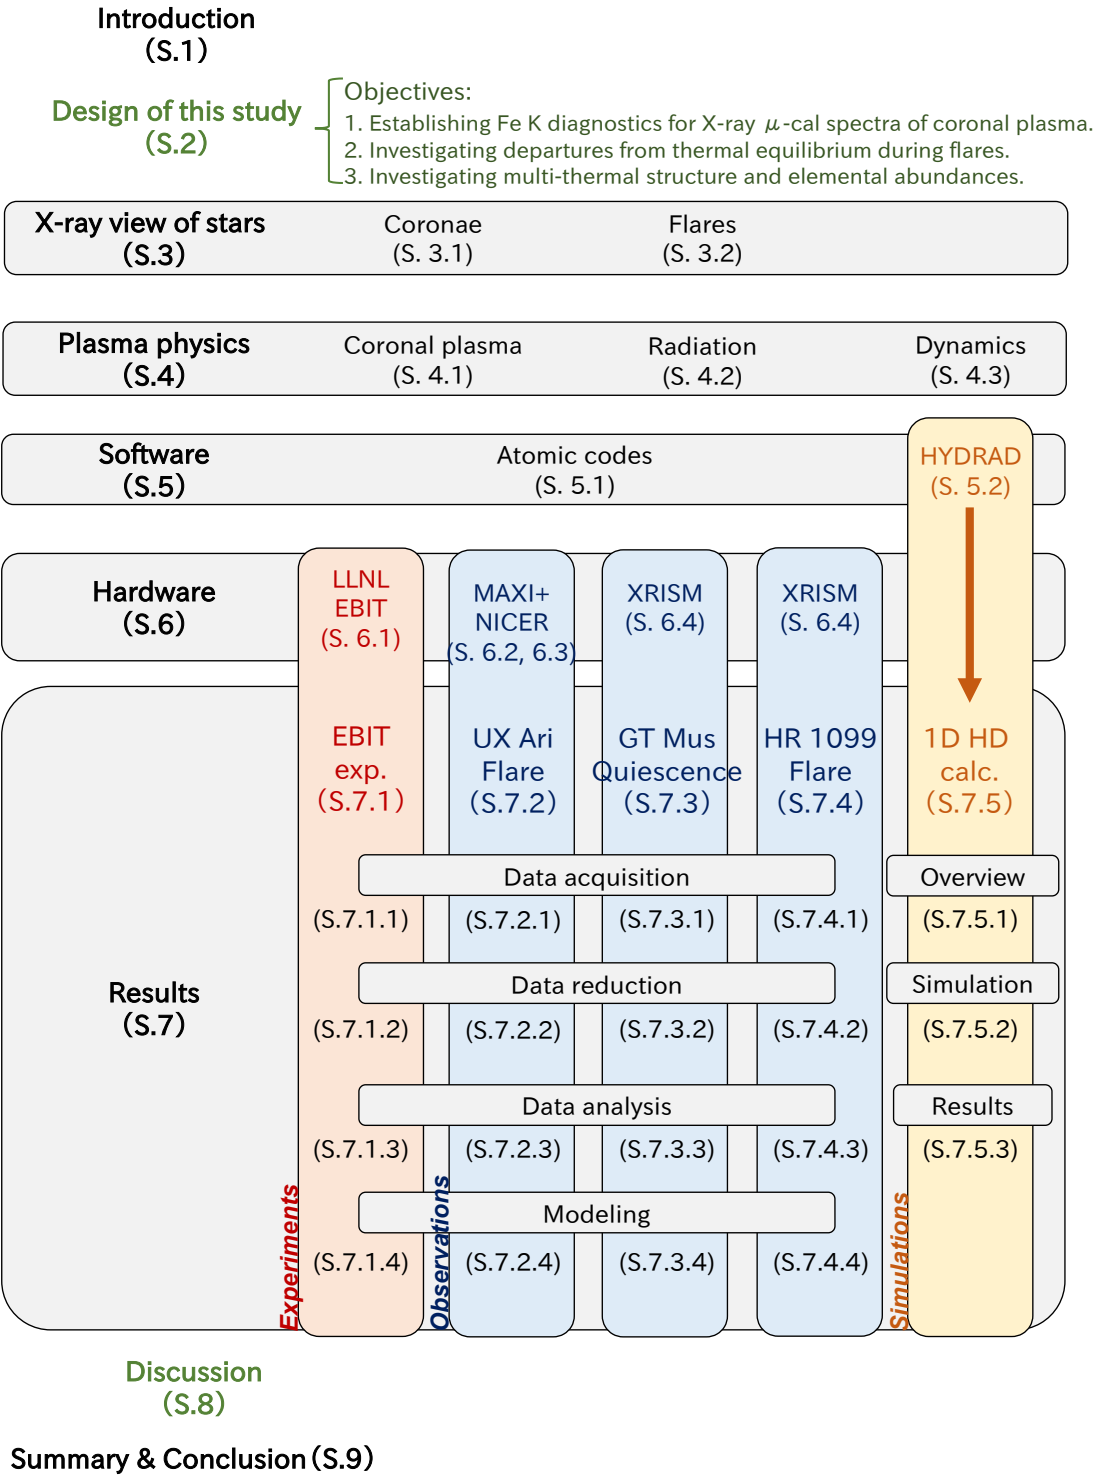 Introduction
(S.1)
Design of this study
(S.2)
Objectives:
1. Establishing Fe K diagnostics for X-ray μ-cal spectra of coronal plasma.
2. Investigating departures from thermal equilibrium during flares.
3. Investigating multi-thermal structure and elemental abundances.
X-ray view of stars
(S.3)
Coronae
(S. 3.1)
Flares
(S. 3.2)
Plasma physics
(S.4)
Coronal plasma
(S. 4.1)
Radiation
(S. 4.2)
Dynamics
(S. 4.3)
Software
(S.5)
Atomic codes
(S. 5.1)
HYDRAD
(S. 5.2)
Hardware
(S.6)
LLNL
EBIT
(S. 6.1)
MAXI+
NICER
(S. 6.2, 6.3)
XRISM
(S. 6.4)
XRISM
(S. 6.4)
Results
(S.7)
EBIT
exp.
(S.7.1)
UX Ari
Flare
(S.7.2)
GT Mus
Quiescence
(S.7.3)
HR 1099
Flare
(S.7.4)
1D HD
calc.
(S.7.5)
Data acquisition
Overview
(S.7.1.1)
(S.7.2.1)
(S.7.3.1)
(S.7.4.1)
(S.7.5.1)
Data reduction
Simulation
(S.7.1.2)
(S.7.2.2)
(S.7.3.2)
(S.7.4.2)
(S.7.5.2)
Data analysis
Results
(S.7.1.3)
(S.7.2.3)
(S.7.3.3)
(S.7.4.3)
(S.7.5.3)
Modeling
(S.7.1.4)
(S.7.2.4)
(S.7.3.4)
(S.7.4.4)
Experiments
Observations
Simulations
Discussion
(S.8)
Summary & Conclusion (S.9)